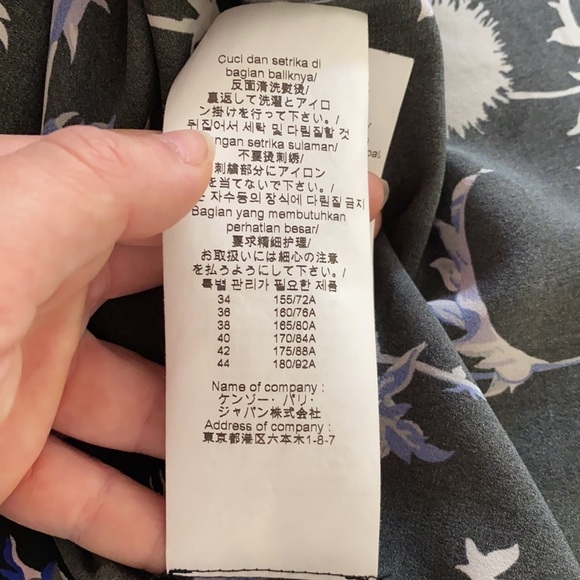 Cuci dan setrika di
bagian baliknya/
反面清洗熨烫/
裏返して洗濯とアイロ
ン掛けを行って下さい。/
뒤집어서 세탁 및 다림질할 것
ngan setrika sulaman/
不要烫刺绣/
刺繍部分にアイロン
を当てないで下さい。/
자수등의 장식에 다림질 금지
Bagian yang membutuhkan
perhatian besar/
要求精细护理/
お取扱いには細心の注意
を払うようにして下さい。/
특별 관리가 필요한 제품
34 155/72A
36 160/76A
38 165/80A
40 170/84A
42 175/88A
44 180/92A
Name of company :
ケンゾー・パリ・
ジャパン株式会社
Address of company :
東京都港区六本木1-8-7